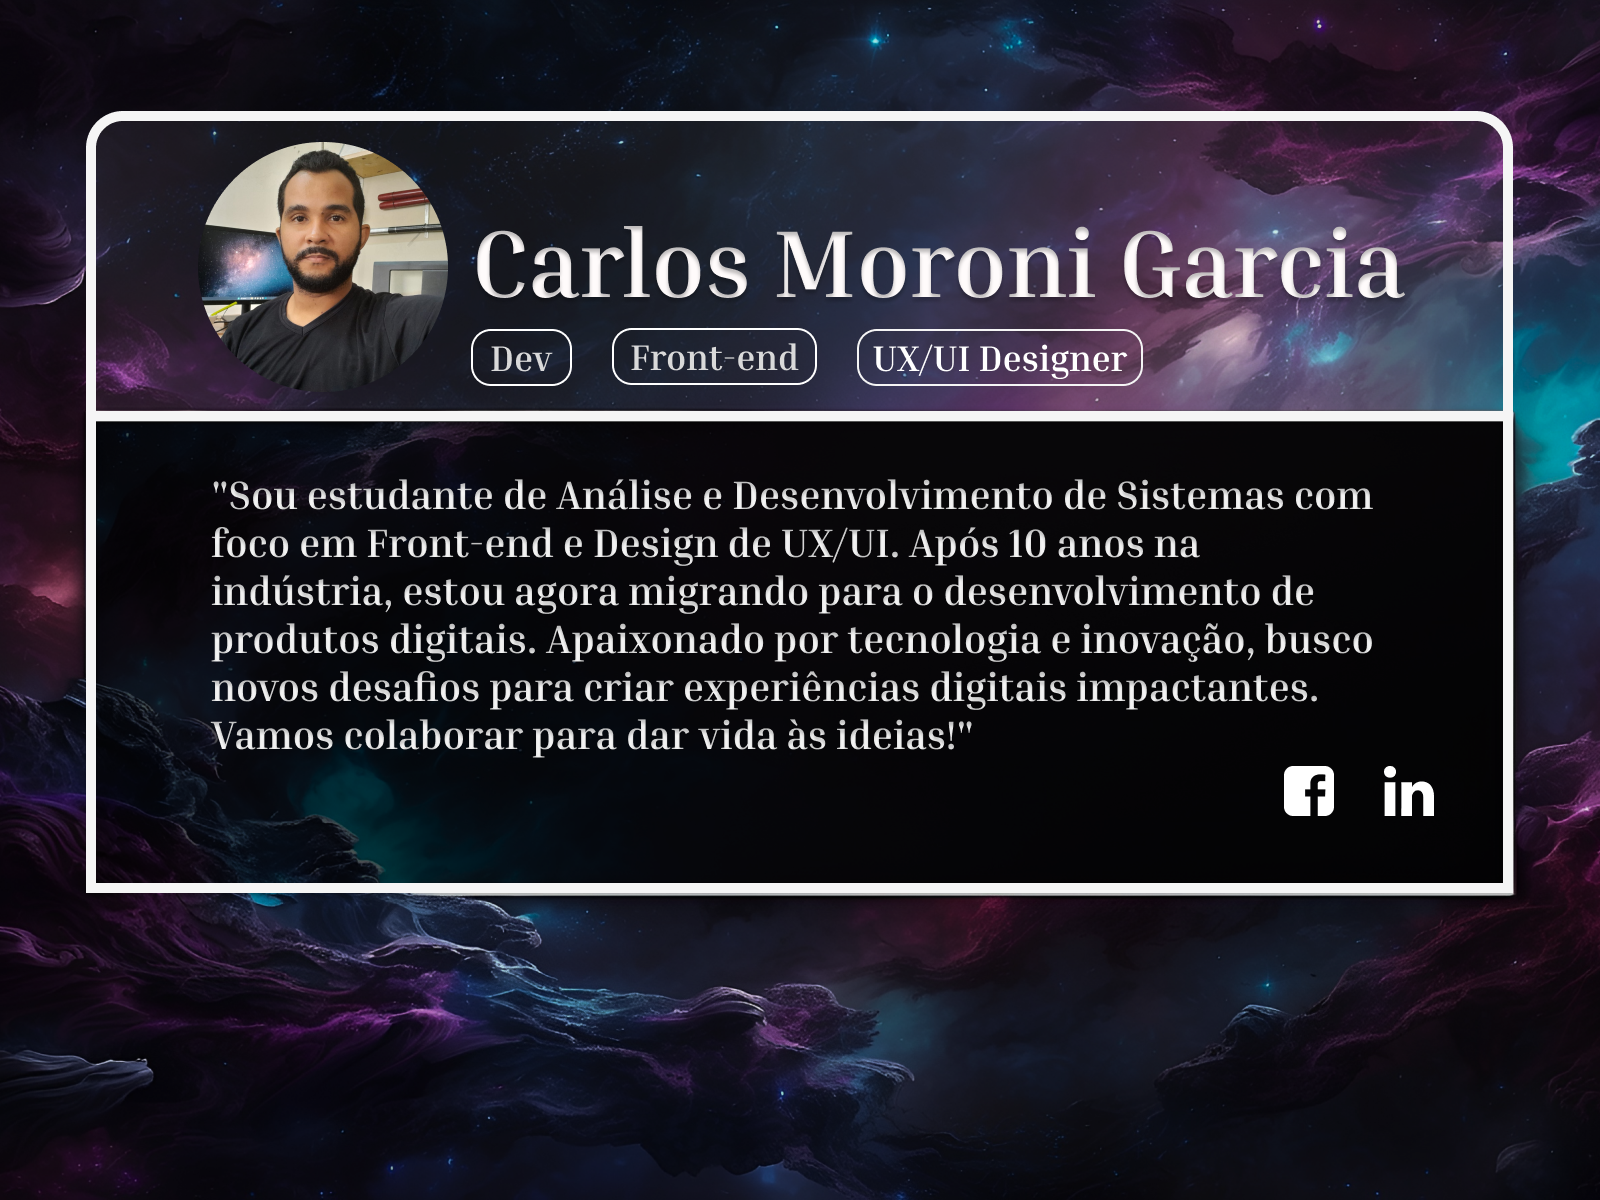 Carlos Moroni Garcia
Dev Front-end UX/UI Designer
"Sou estudante de Análise e Desenvolvimento de Sistemas com
foco em Front-end e Design de UX/UI. Após 10 anos na
indústria, estou agora migrando para o desenvolvimento de
produtos digitais. Apaixonado por tecnologia e inovação, busco
novos desafios para criar experiências digitais impactantes.
Vamos colaborar para dar vida às ideias!"
f in